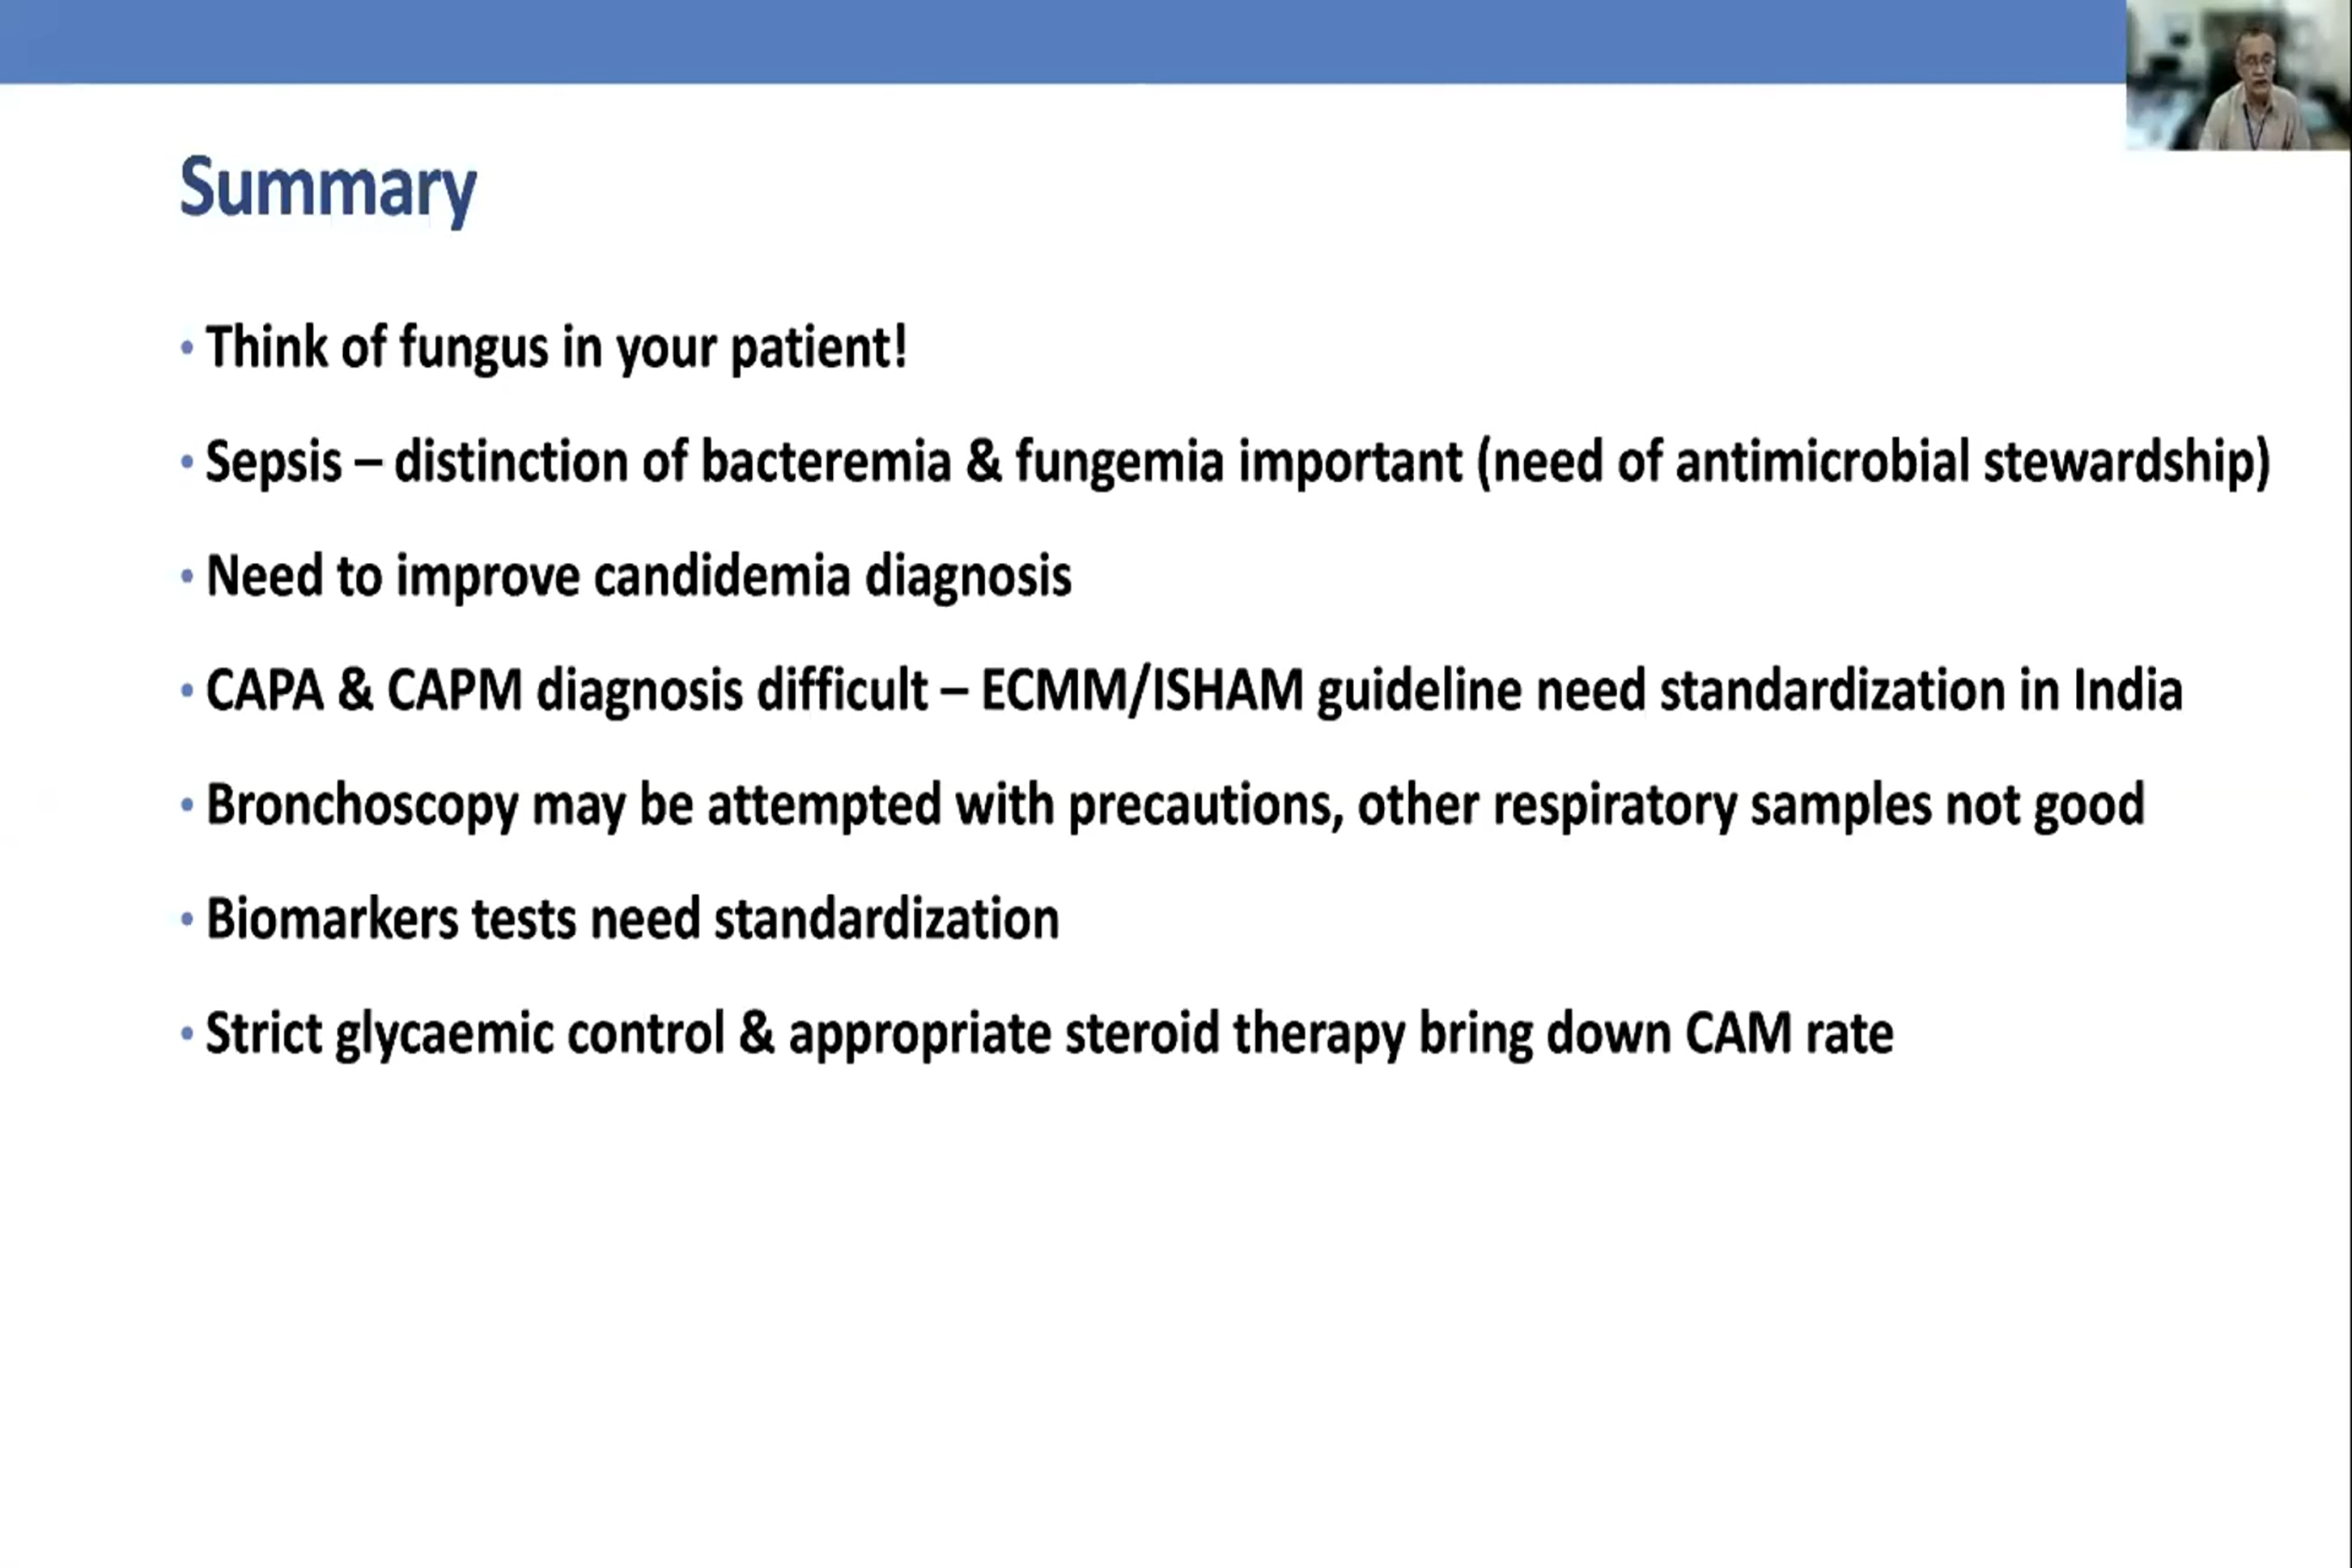 Summary
• Think of fungus in your patient!
• Sepsis – distinction of bacteremia & fungemia important (need of antimicrobial stewardship)
• Need to improve candidemia diagnosis
• CAPA & CAPM diagnosis difficult – ECMM/ISHAM guideline need standardization in India
• Bronchoscopy may be attempted with precautions, other respiratory samples not good
• Biomarkers tests need standardization
• Strict glycaemic control & appropriate steroid therapy bring down CAM rate